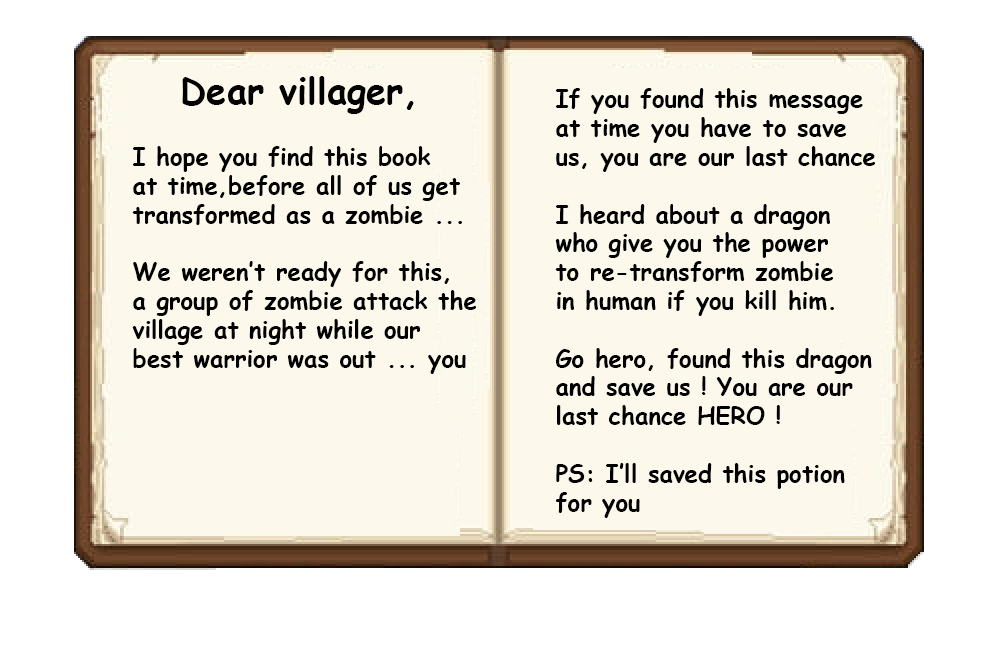 Dear villager,
I hope you find this book
at time,before all of us get
transformed as a zombie ...
We weren't ready for this,
a group of zombie attack the
village at night while our
best warrior was out ... you
If you found this message
at time you have to save
us, you are our last chance
I heard about a dragon
who give you the power
to re-transform zombie
in human if you kill him.
Go hero, found this dragon
and save us ! You are our
last chance HERO !
PS: I'll saved this potion
for you